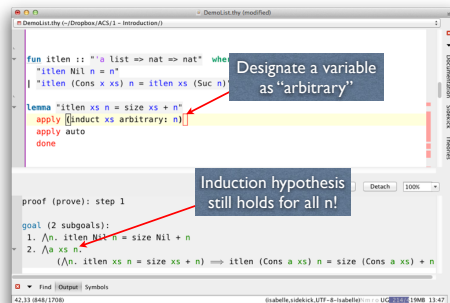 DemoList.thy (modified)
DemoList.thy (~/Dropbox/ACS/1 – Introduction/)
fun itlen :: "'a list => nat => nat" whe
"itlen Nil n = n"
| "itlen (Cons x xs) n = itlen xs (Suc n)"
Designate a variable
as “arbitrary”
lemma "itlen xs n = size xs + n"
apply (induct xs arbitrary: n)
apply auto
done
Documentation
Sidekick
Theories
Induction hypothesis
still holds for all n!
Detach
100%
proof (prove): step 1
goal (2 subgoals):
1. ⋀n. itlen Nil n = size Nil + n
2. ⋀a xs n.
(⋀n. itlen xs n = size xs + n) ⟹ itlen (Cons a xs) n = size (Cons a xs) + n
Find Output Symbols
42,33 (848/1708)
(isabelle,sidekick,UTF-8-Isabelle)
19MB 13:47